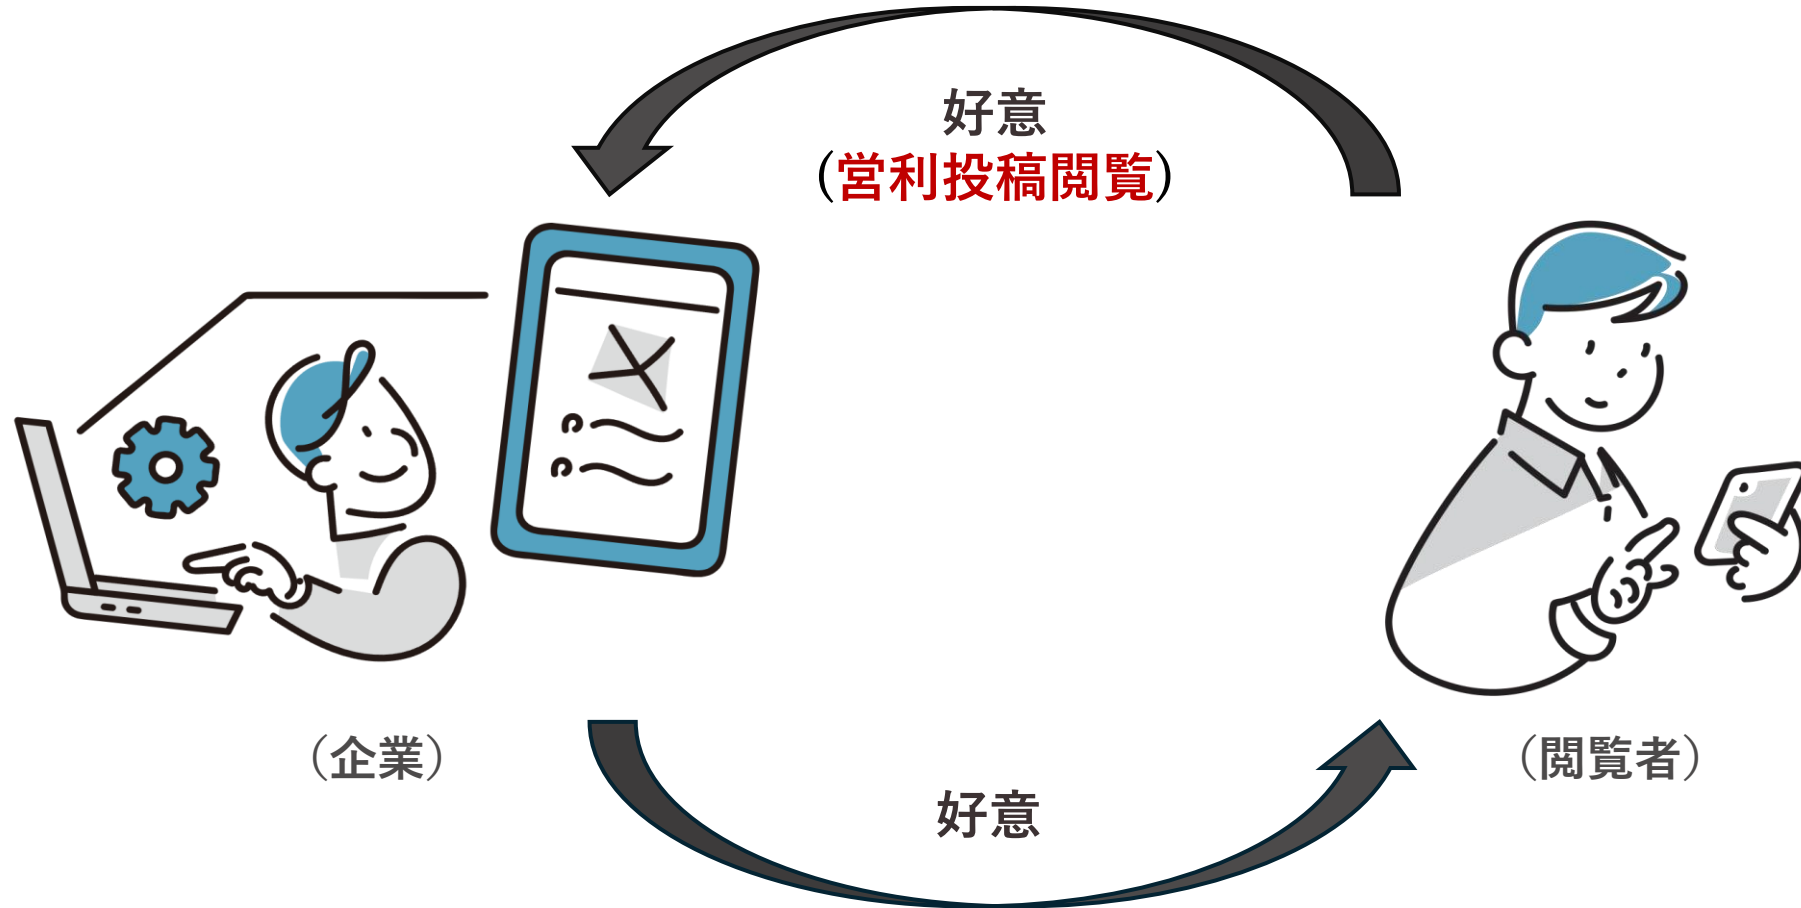 好意
（営利投稿閲覧）
（企業）
（閲覧者）
好意